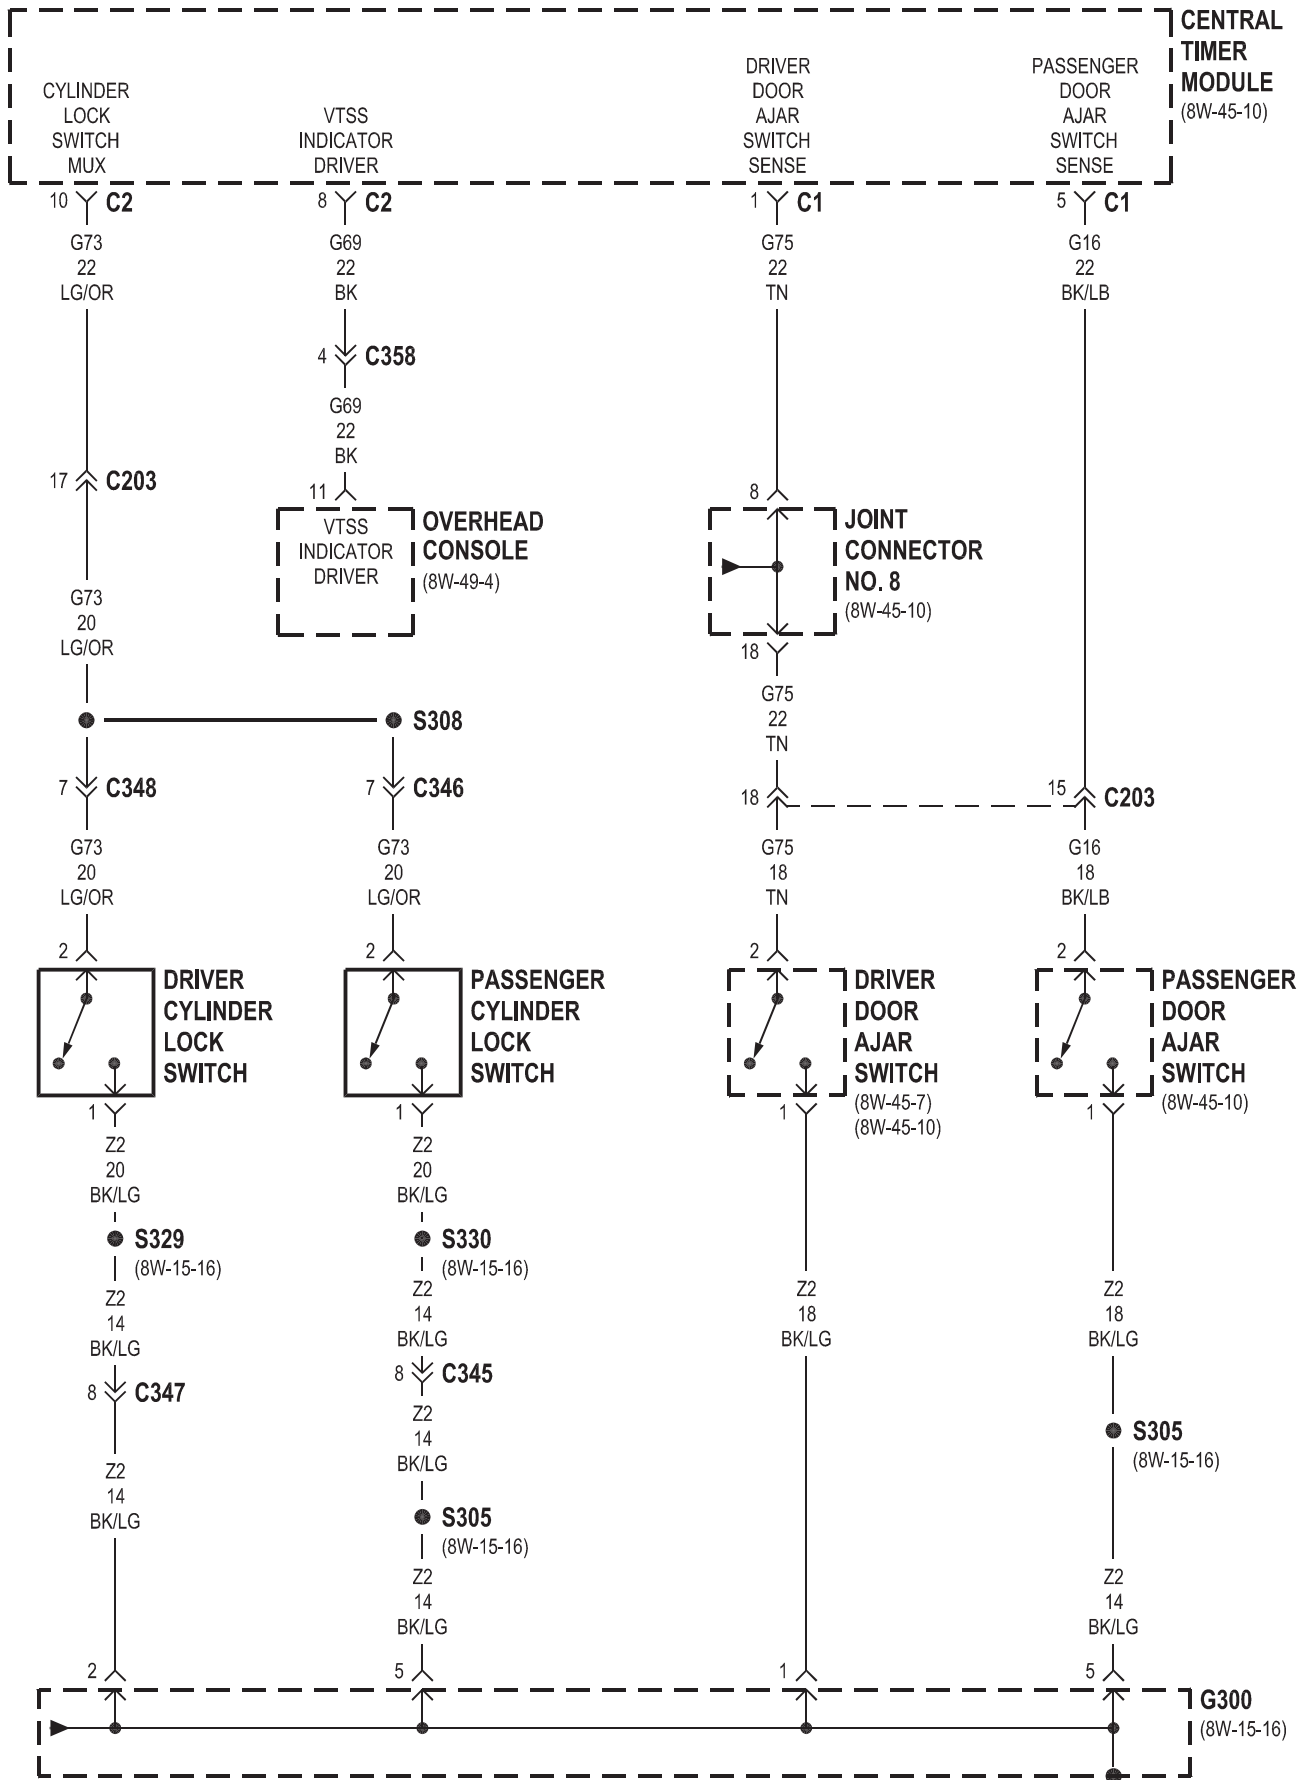 CENTRAL
TIMER
MODULE
(8W-45-10)
CYLINDER
LOCK
SWITCH
MUX
VTSS
INDICATOR
DRIVER
DRIVER
DOOR
AJAR
SWITCH
SENSE
PASSENGER
DOOR
AJAR
SWITCH
SENSE
10 C2
8 C2
1 C1
5 C1
G73
22
LG/OR
G69
22
BK
G75
22
TN
G16
22
BK/LB
4 C358
G69
22
BK
17 C203
11
8
VTSS
INDICATOR
DRIVER
OVERHEAD
CONSOLE
(8W-49-4)
JOINT
CONNECTOR
NO. 8
(8W-45-10)
G73
20
LG/OR
18
G75
22
TN
S308
7 C348
7 C346
18
15 C203
G73
20
LG/OR
G73
20
LG/OR
G75
18
TN
G16
18
BK/LB
2
2
2
2
DRIVER
CYLINDER
LOCK
SWITCH
PASSENGER
CYLINDER
LOCK
SWITCH
DRIVER
DOOR
AJAR
SWITCH
(8W-45-7)
(8W-45-10)
PASSENGER
DOOR
AJAR
SWITCH
(8W-45-10)
1
1
1
1
Z2
20
BK/LG
Z2
20
BK/LG
S329
(8W-15-16)
S330
(8W-15-16)
Z2
14
BK/LG
Z2
14
BK/LG
Z2
18
BK/LG
Z2
18
BK/LG
8 C347
8 C345
Z2
14
BK/LG
Z2
14
BK/LG
S305
(8W-15-16)
S305
(8W-15-16)
Z2
14
BK/LG
Z2
14
BK/LG
2
5
1
5
G300
(8W-15-16)